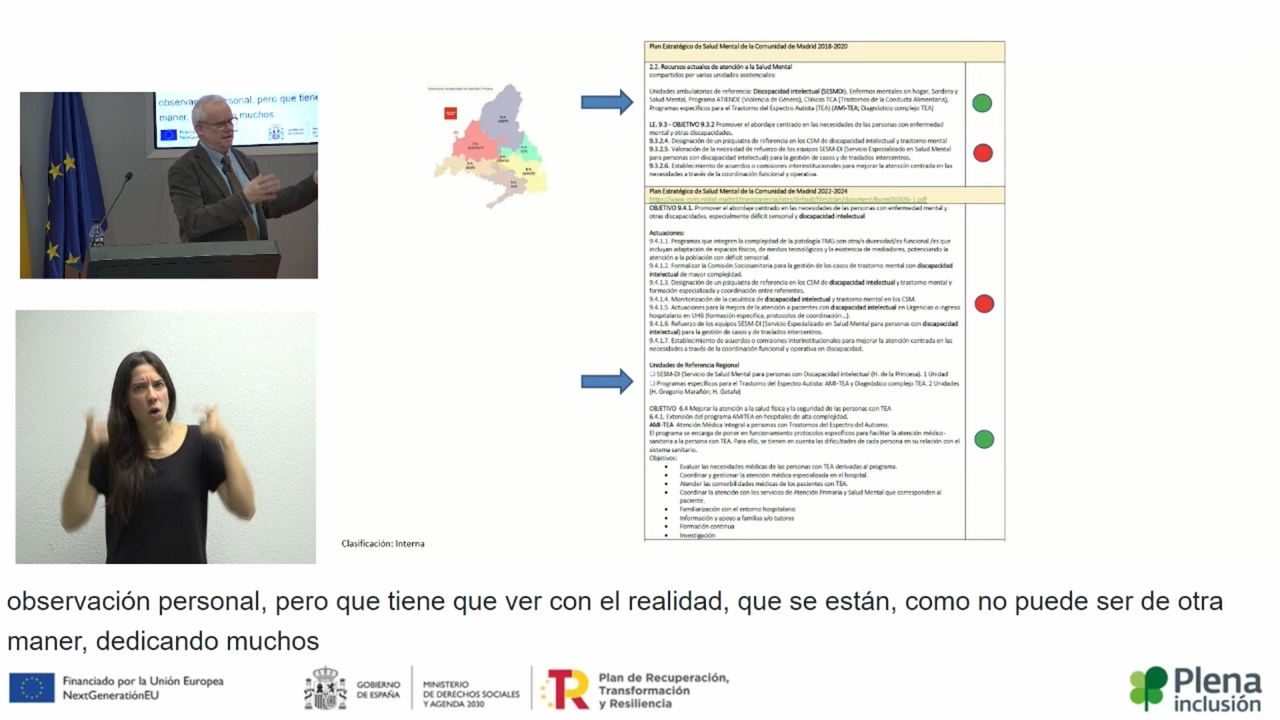 observación personal, pero que tiene
maner, muchos
Plan Estratégico de Salud Mental de la Comunidad de Madrid 2018-2020
2.2. Recursos actuales de atención a la Salud Mental
compartidos por varias unidades asistenciales:
Unidades ambulatorias de referencia: Discapacidad intelectual (SESMDI), Enfermos mentales sin hogar, Sordera y
Salud Mental, Programa ATIENDE (Violencia de Género), Clínicas TCA (Trastornos de la Conducta Alimentaria),
Programas específicos para el Trastorno del Espectro Autista (TEA) (AMI-TEA; Diagnóstico complejo TEA)
LE. 9.3 - OBJETIVO 9.3.2 Promover el abordaje centrado en las necesidades de las personas con enfermedad
mental y otras discapacidades.
9.3.2.4. Designación de un psiquiatra de referencia en los CSM de discapacidad intelectual y trastorno mental
9.3.2.5. Valoración de la necesidad de refuerzo de los equipos SESM-DI (Servicio Especializado en Salud Mental
para personas con discapacidad intelectual) para la gestión de casos y de traslados intercentros.
9.3.2.6. Establecimiento de acuerdos o comisiones interinstitucionales para mejorar la atención centrada en las
necesidades a través de la coordinación funcional y operativa.
Plan Estratégico de Salud Mental de la Comunidad de Madrid 2022-2024
OBJETIVO 9.4.1. Promover el abordaje centrado en las necesidades de las personas con enfermedad mental y
otras discapacidades, especialmente déficit sensorial y discapacidad intelectual
Actuaciones:
9.4.1.1. Programas que integren la complejidad de la patología TMG con otra/s diversidad/es funcional /es que
incluyan adaptación de espacios físicos, de medios tecnológicos y la existencia de mediadores, potenciando la
atención a la población con déficit sensorial.
9.4.1.2. Formalizar la Comisión Sociosanitaria para la gestión de los casos de trastorno mental con discapacidad
intelectual de mayor complejidad.
9.4.1.3. Designación de un psiquiatra de referencia en los CSM de discapacidad intelectual y trastorno mental y
formación especializada y coordinación entre referentes.
9.4.1.4. Monitorización de la casuística de discapacidad intelectual y trastorno mental en los CSM.
9.4.1.5. Actuaciones para la mejora de la atención a pacientes con discapacidad intelectual en Urgencias o ingreso
hospitalario en UHB (formación específica, protocolos de coordinación...).
9.4.1.6. Refuerzo de los equipos SESM-DI (Servicio Especializado en Salud Mental para personas con discapacidad
intelectual) para la gestión de casos y de traslados intercentros.
9.4.1.7. Establecimiento de acuerdos o comisiones interinstitucionales para mejorar la atención centrada en las
necesidades a través de la coordinación funcional y operativa en discapacidad.
Unidades de Referencia Regional
SESM-DI (Servicio de Salud Mental para personas con Discapacidad intelectual (H. de la Princesa). 1 Unidad
Programas específicos para el Trastorno del Espectro Autista: AMI-TEA y Diagnóstico complejo TEA. 2 Unidades
(H. Gregorio Marañón; H. Getafe)
OBJETIVO 6.4 Mejorar la atención a la salud física y la seguridad de las personas con TEA
6.4.1. Extensión del programa AMITEA en hospitales de alta complejidad.
AMI-TEA Atención Médica Integral a personas con Trastornos del Espectro del Autismo.
El programa se encarga de poner en funcionamiento protocolos específicos para facilitar la atención médico-
sanitaria a la persona con TEA. Para ello, se tienen en cuenta las dificultades de cada persona en su relación con el
sistema sanitario.
Objetivos:
• Evaluar las necesidades médicas de las personas con TEA derivadas al programa.
• Coordinar y gestionar la atención médica especializada en el hospital.
• Atender las comorbilidades médicas de los pacientes con TEA.
• Coordinar la atención con los servicios de Atención Primaria y Salud Mental que corresponden al
paciente.
• Familiarización con el entorno hospitalario
• Información y apoyo a familias y/o tutores
• Formación continua
• Investigación
Clasificación: Interna
observación personal, pero que tiene que ver con el realidad, que se están, como no puede ser de otra
maner, dedicando muchos
Financiado por la Unión Europea
NextGenerationEU
GOBIERNO
DE ESPAÑA
MINISTERIO
DE DERECHOS SOCIALES
Y AGENDA 2030
Plan de Recuperación,
Transformación
y Resiliencia
Plena
inclusión